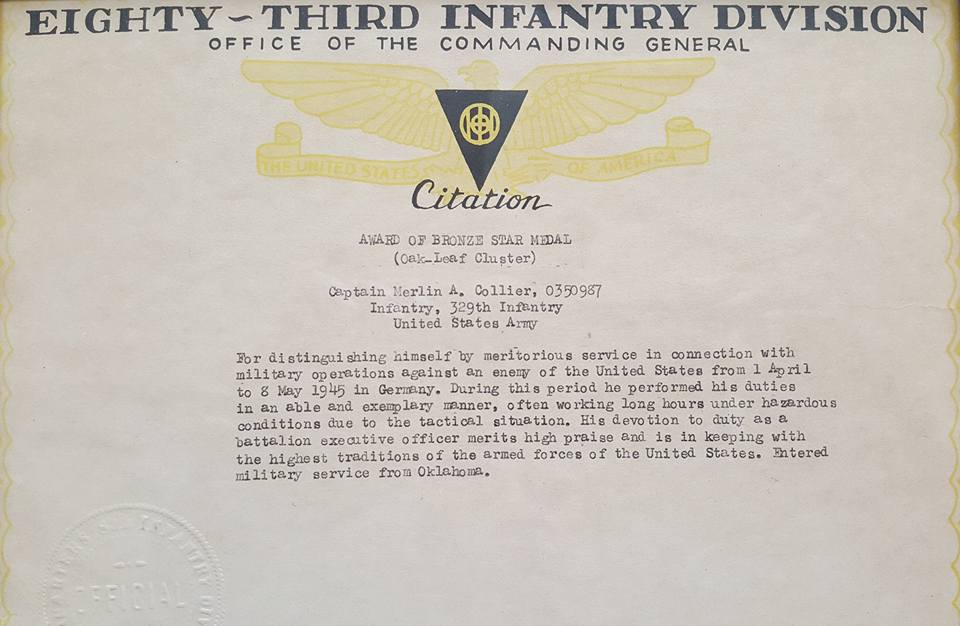 EIGHTY~THIRD INFANTRY DIVISION
OFFICE OF THE COMMANDING GENERAL
THE UNITED STATES OF AMERICA
Citation
AWARD OF BRONZE STAR MEDAL
(Oak-Leaf Cluster)
Captain Merlin A. Collier, 0350987
Infantry, 329th Infantry
United States Army
For distinguishing himself by meritorious service in connection with
military operations against an enemy of the United States from 1 April
to 8 May 1945 in Germany. During this period he performed his duties
in an able and exemplary manner, often working long hours under hazardous
conditions due to the tactical situation. His devotion to duty as a
battalion executive officer merits high praise and is in keeping with
the highest traditions of the armed forces of the United States. Entered
military service from Oklahoma.
INFANTRY
OFFICIAL